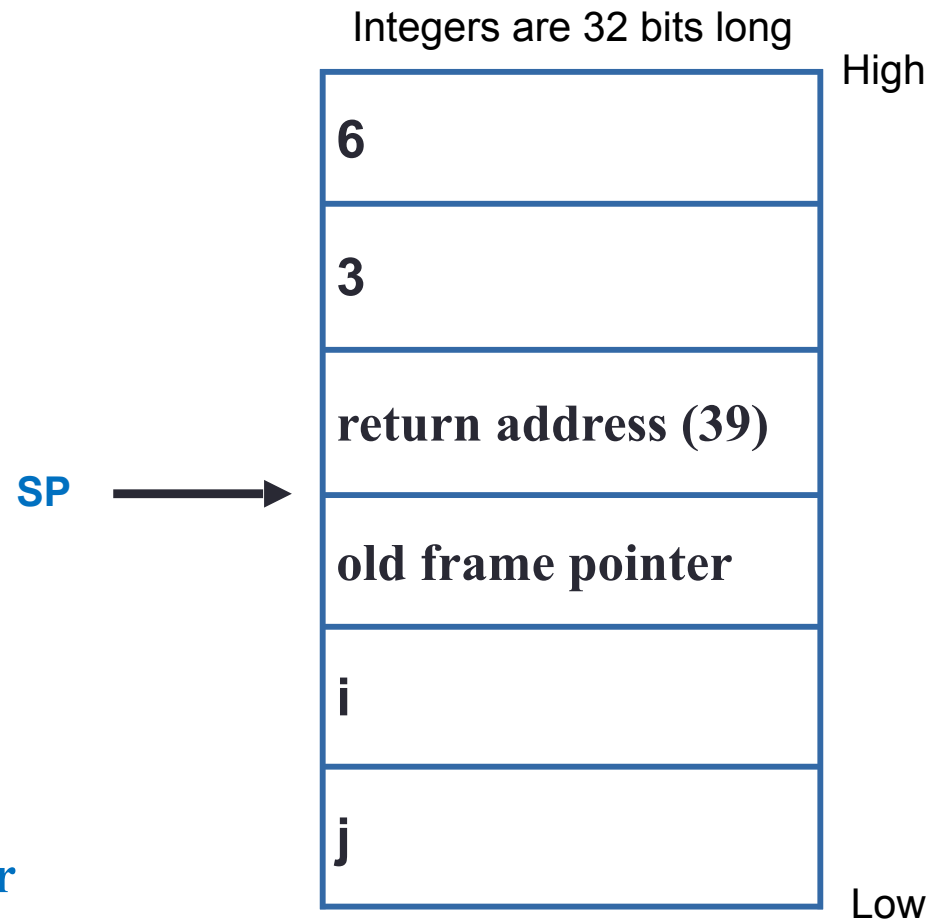 Integers are 32 bits long
High
6
3
return address (39)
SP
old frame pointer
i
j
r
Low